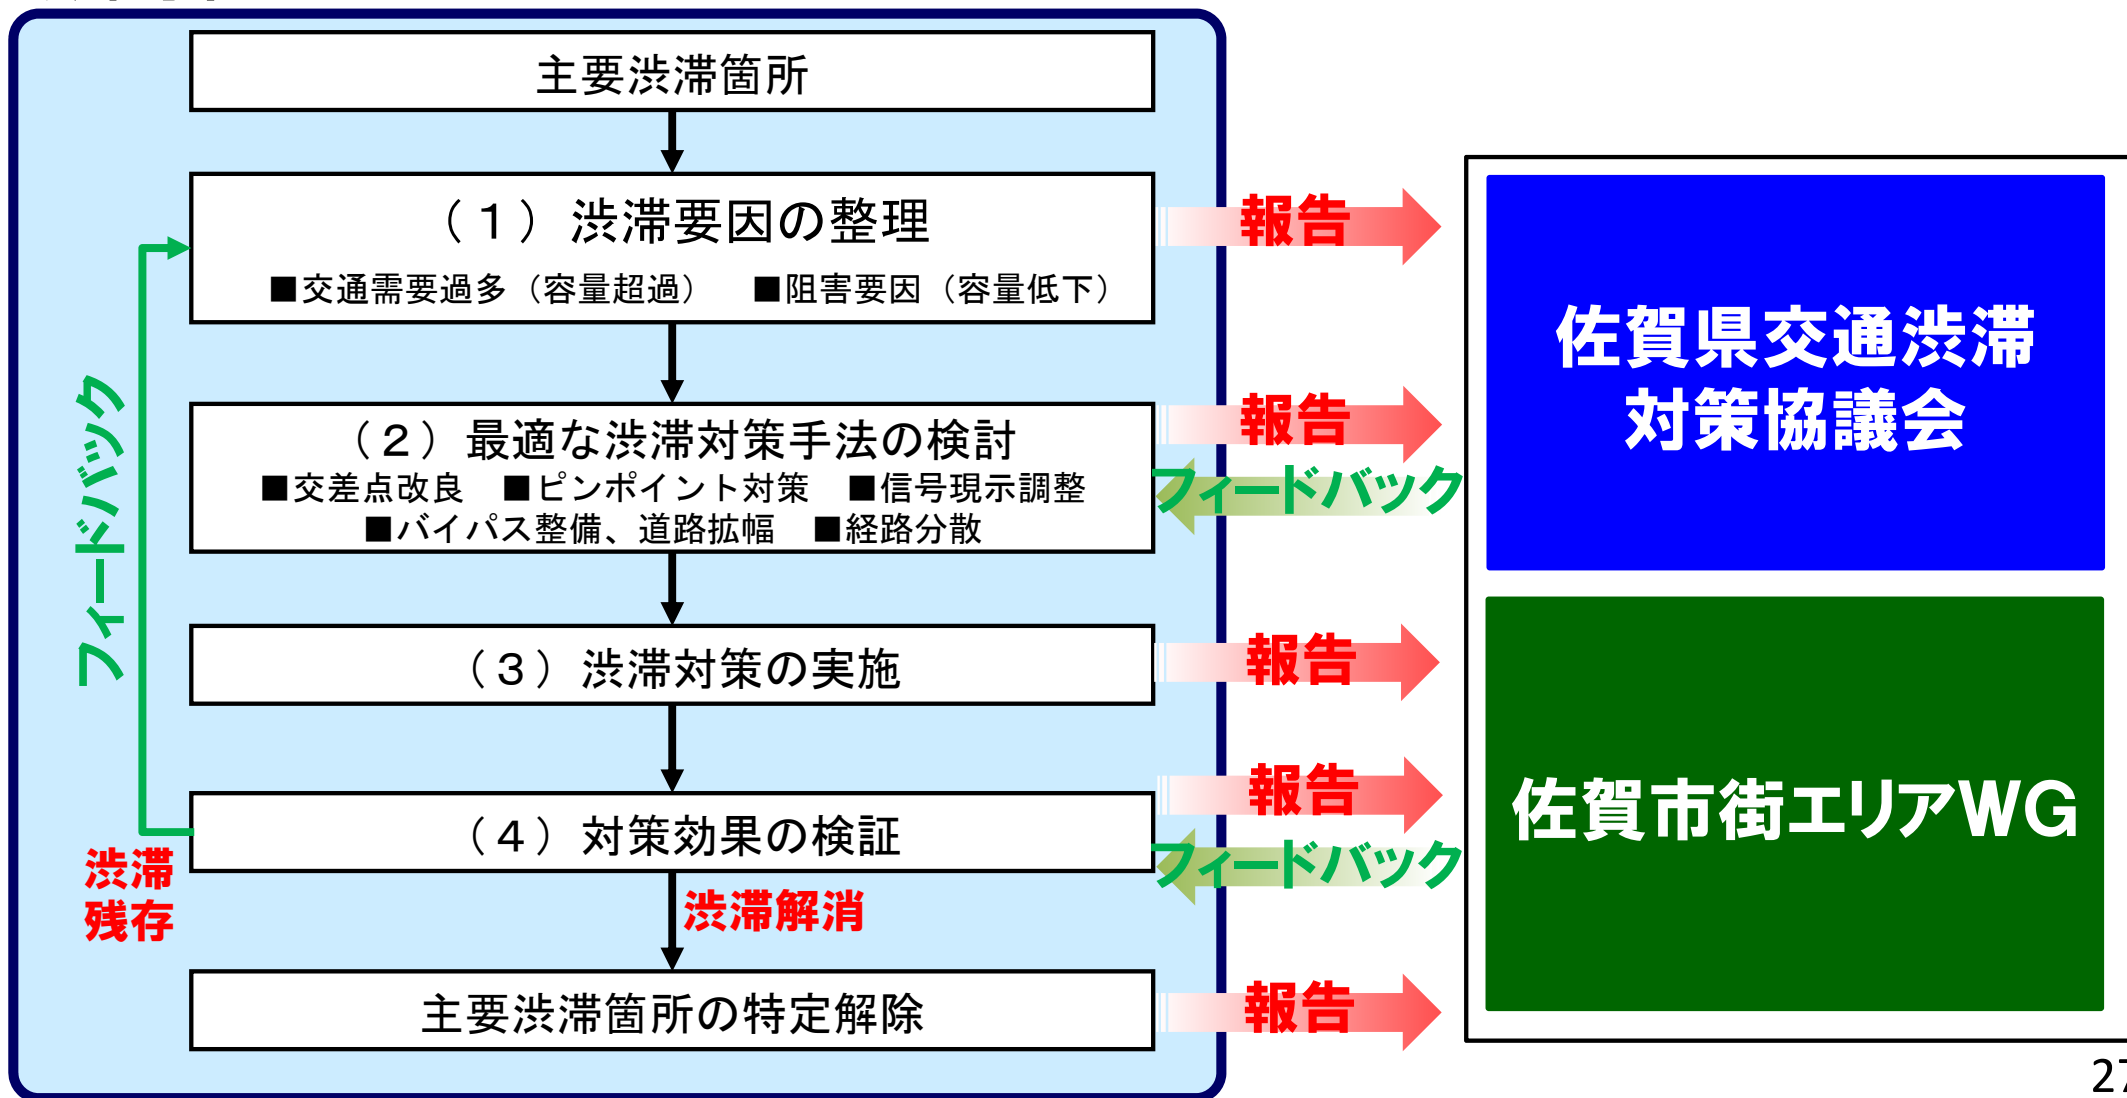 主要渋滞箇所
（１）渋滞要因の整理
■交通需要過多（容量超過）　■阻害要因（容量低下）
（２）最適な渋滞対策手法の検討
■交差点改良　■ピンポイント対策　■信号現示調整
■バイパス整備、道路拡幅　■経路分散
（３）渋滞対策の実施
（４）対策効果の検証
渋滞解消
主要渋滞箇所の特定解除
フィードバック
渋滞
残存
報告
報告
フィードバック
報告
報告
フィードバック
報告
佐賀県交通渋滞
対策協議会
佐賀市街エリアWG
27